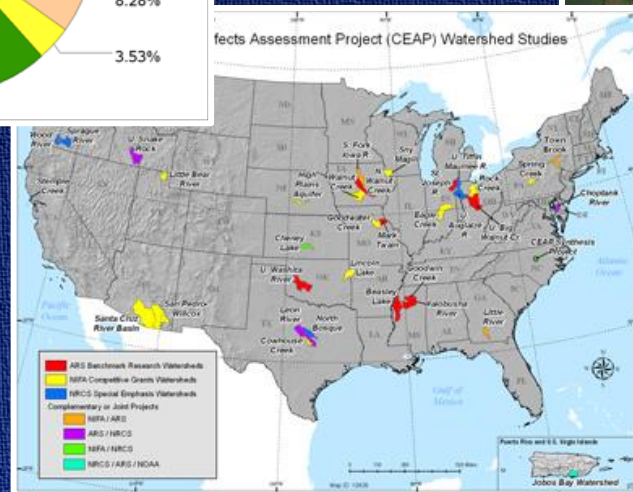 8.28%
3.53%
fects Assessment Project (CEAP) Watershed Studies
Wood
River
Sprague
River
U. Snake
Rock
Little Bear
River
Stemple
Creek
High
Plains
Aquifer
S. Fork
Iowa R.
Walnut
Creek
Walnut
Creek
Sny
Magill
St.
Joseph
R.
U. Tiffin
Maumee R.
Rock
Creek
Town
Brook
Spring
Creek
Choptank
River
Goodwater
Creek
Mark
Twain
Eagle
Creek
Auglaize
R.
U. Big
Walnut Cr.
CEAP Synthesis
Project
Cheney
Lake
Lincoln
Lake
U. Washita
River
Goodwin
Creek
Beasley
Lake
Yalobusha
River
Little
River
Leon
River
North
Bosque
Cowhouse
Creek
San Pedro-
Willcox
Santa Cruz
River Basin
Pacific
Ocean
Atlantic
Ocean
Gulf of
Mexico
ARS Benchmark Research Watersheds
NIFA Competitive Grants Watersheds
NRCS Special Emphasis Watersheds
Complementary or Joint Projects
NIFA / ARS
ARS / NRCS
NIFA / NRCS
NRCS / ARS / NOAA
Puerto Rico and U.S. Virgin Islands
Jobos Bay Watershed